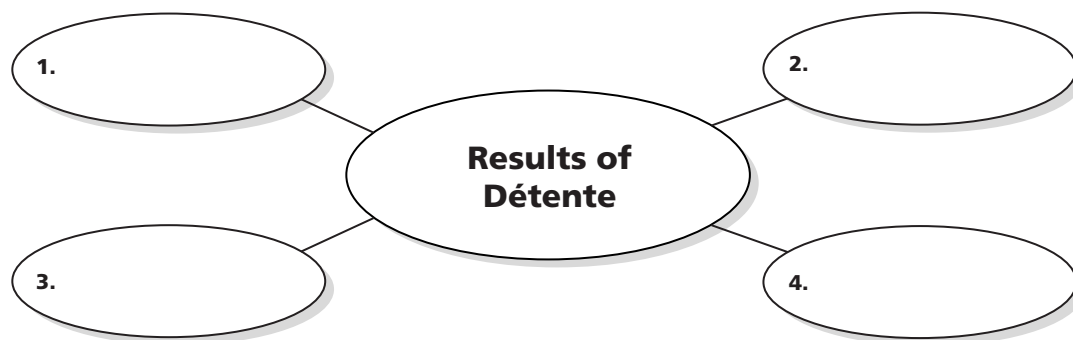 1.
2.
Results of
Détente
3.
4.